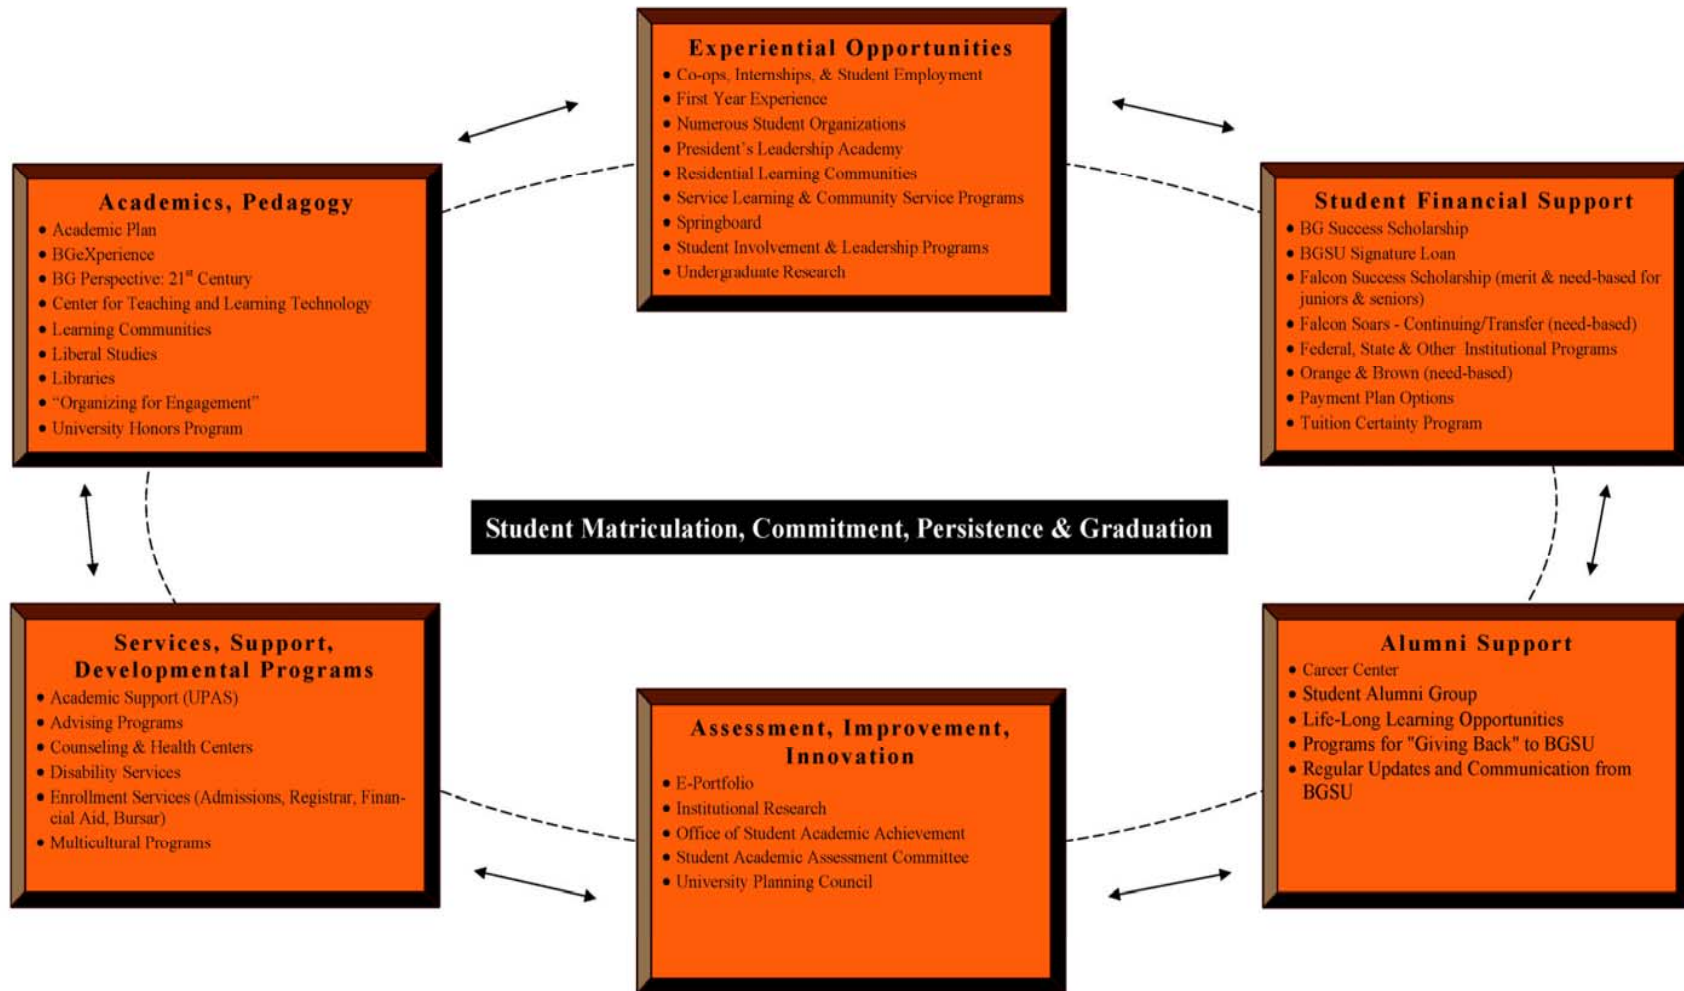 Experiential Opportunities
• Co-ops, Internships, & Student Employment
• First Year Experience
• Numerous Student Organizations
• President's Leadership Academy
• Residential Learning Communities
• Service Learning & Community Service Programs
• Springboard
• Student Involvement & Leadership Programs
• Undergraduate Research
Academics, Pedagogy
• Academic Plan
• BGeXperience
• BG Perspective: 21st Century
• Center for Teaching and Learning Technology
• Learning Communities
• Liberal Studies
• Libraries
• “Organizing for Engagement”
• University Honors Program
Student Financial Support
• BG Success Scholarship
• BGSU Signature Loan
• Falcon Success Scholarship (merit & need-based for
juniors & seniors)
• Falcon Soars - Continuing/Transfer (need-based)
• Federal, State & Other Institutional Programs
• Orange & Brown (need-based)
• Payment Plan Options
• Tuition Certainty Program
Student Matriculation, Commitment, Persistence & Graduation
Services, Support,
Developmental Programs
• Academic Support (UPAS)
• Advising Programs
• Counseling & Health Centers
• Disability Services
• Enrollment Services (Admissions, Registrar, Finan-
cial Aid, Bursar)
• Multicultural Programs
Assessment, Improvement,
Innovation
• E-Portfolio
• Institutional Research
• Office of Student Academic Achievement
• Student Academic Assessment Committee
• University Planning Council
Alumni Support
• Career Center
• Student Alumni Group
• Life-Long Learning Opportunities
• Programs for "Giving Back" to BGSU
• Regular Updates and Communication from
BGSU